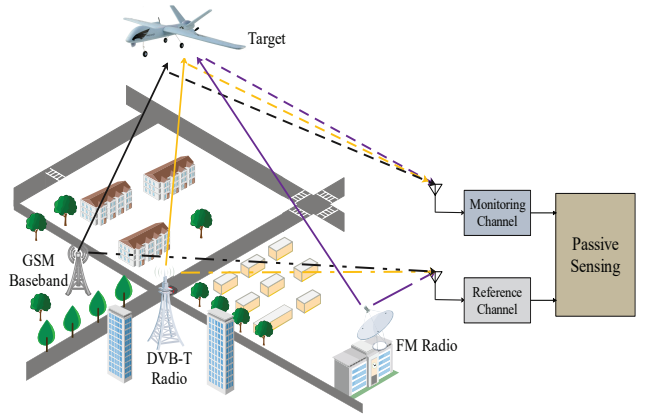 Target
Monitoring
Channel
Passive
Sensing
GSM
Baseband
Reference
Channel
DVB-T
Radio
FM Radio